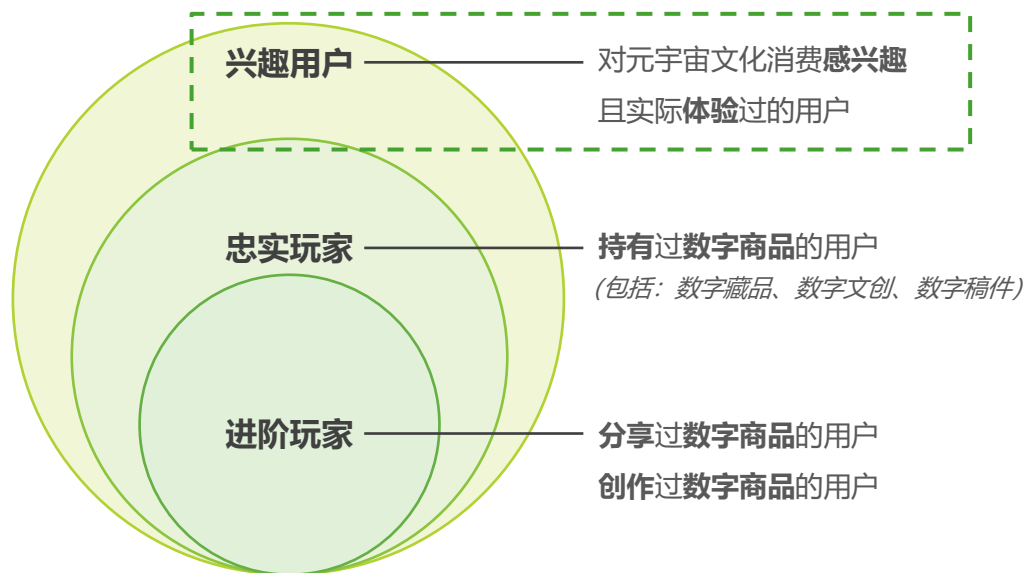 兴趣用户
对元宇宙文化消费感兴趣
且实际体验过的用户
忠实玩家
持有过数字商品的用户
(包括：数字藏品、数字文创、数字稿件)
进阶玩家
分享过数字商品的用户
创作过数字商品的用户